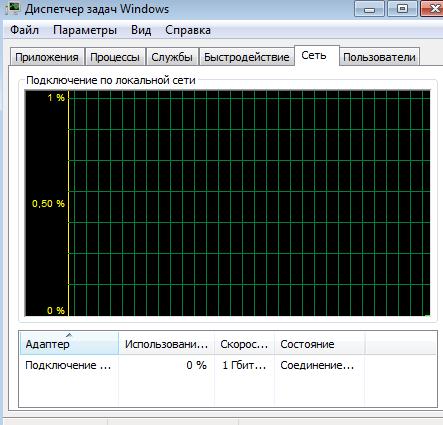 Диспетчер задач Windows
Файл Параметры Вид Справка
Приложения Процессы Службы Быстродействие Сеть Пользователи
Подключение по локальной сети
1 %
0,50 %
0 %
Адаптер Использовани... Скорос... Состояние
Подключение ... 0 % 1 Гбит... Соединение...